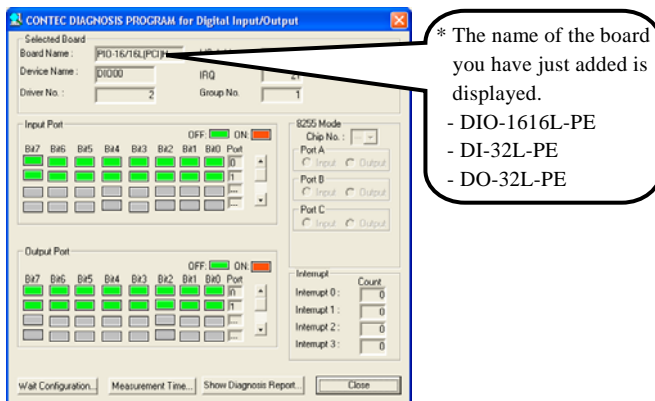 CONTEC DIAGNOSIS PROGRAM for Digital Input/Output
Selected Board
Board Name : PIO-16/16L(PCI)H
Device Name : DIO00 IRQ 21
Driver No. : 2 Group No. 1
* The name of the board
you have just added is
displayed.
- DIO-1616L-PE
- DI-32L-PE
- DO-32L-PE
Input Port
OFF: ON:
Bit7 Bit6 Bit5 Bit4 Bit3 Bit2 Bit1 Bit0 Port
0
1
...
...
8255 Mode
Chip No. : --
Port A
Input Output
Port B
Input Output
Port C
Input Output
Output Port
OFF: ON:
Bit7 Bit6 Bit5 Bit4 Bit3 Bit2 Bit1 Bit0 Port
0
1
...
...
Interrupt
Count
Interrupt 0 : 0
Interrupt 1 : 0
Interrupt 2 : 0
Interrupt 3 : 0
Wait Configuration... Measurement Time... Show Diagnosis Report... Close